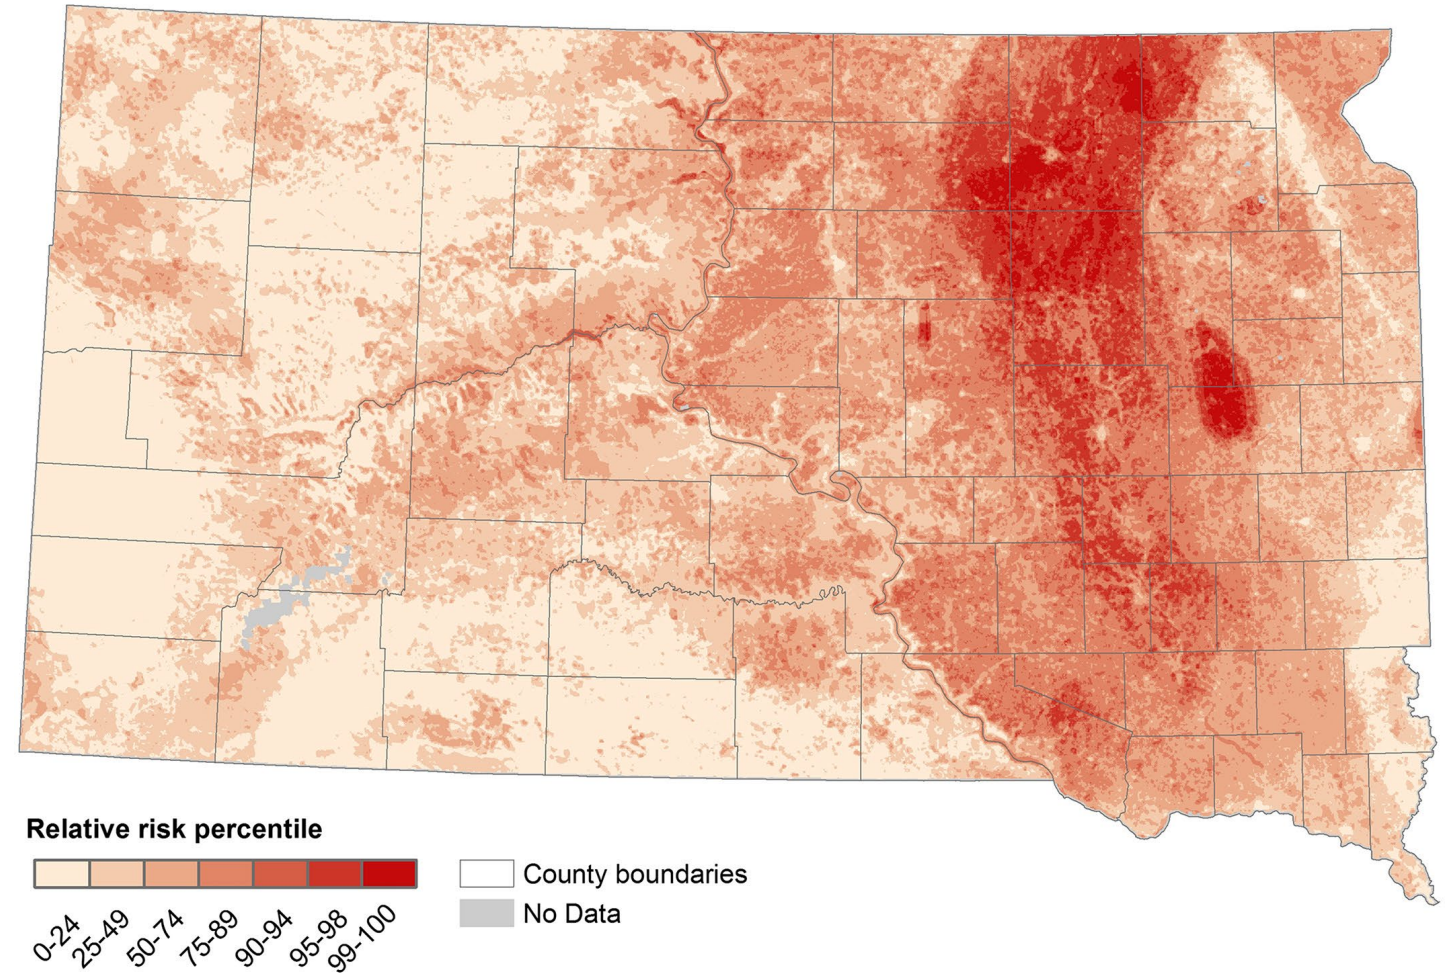 Relative risk percentile
0-24
25-49
50-74
75-89
90-94
95-98
99-100
County boundaries
No Data